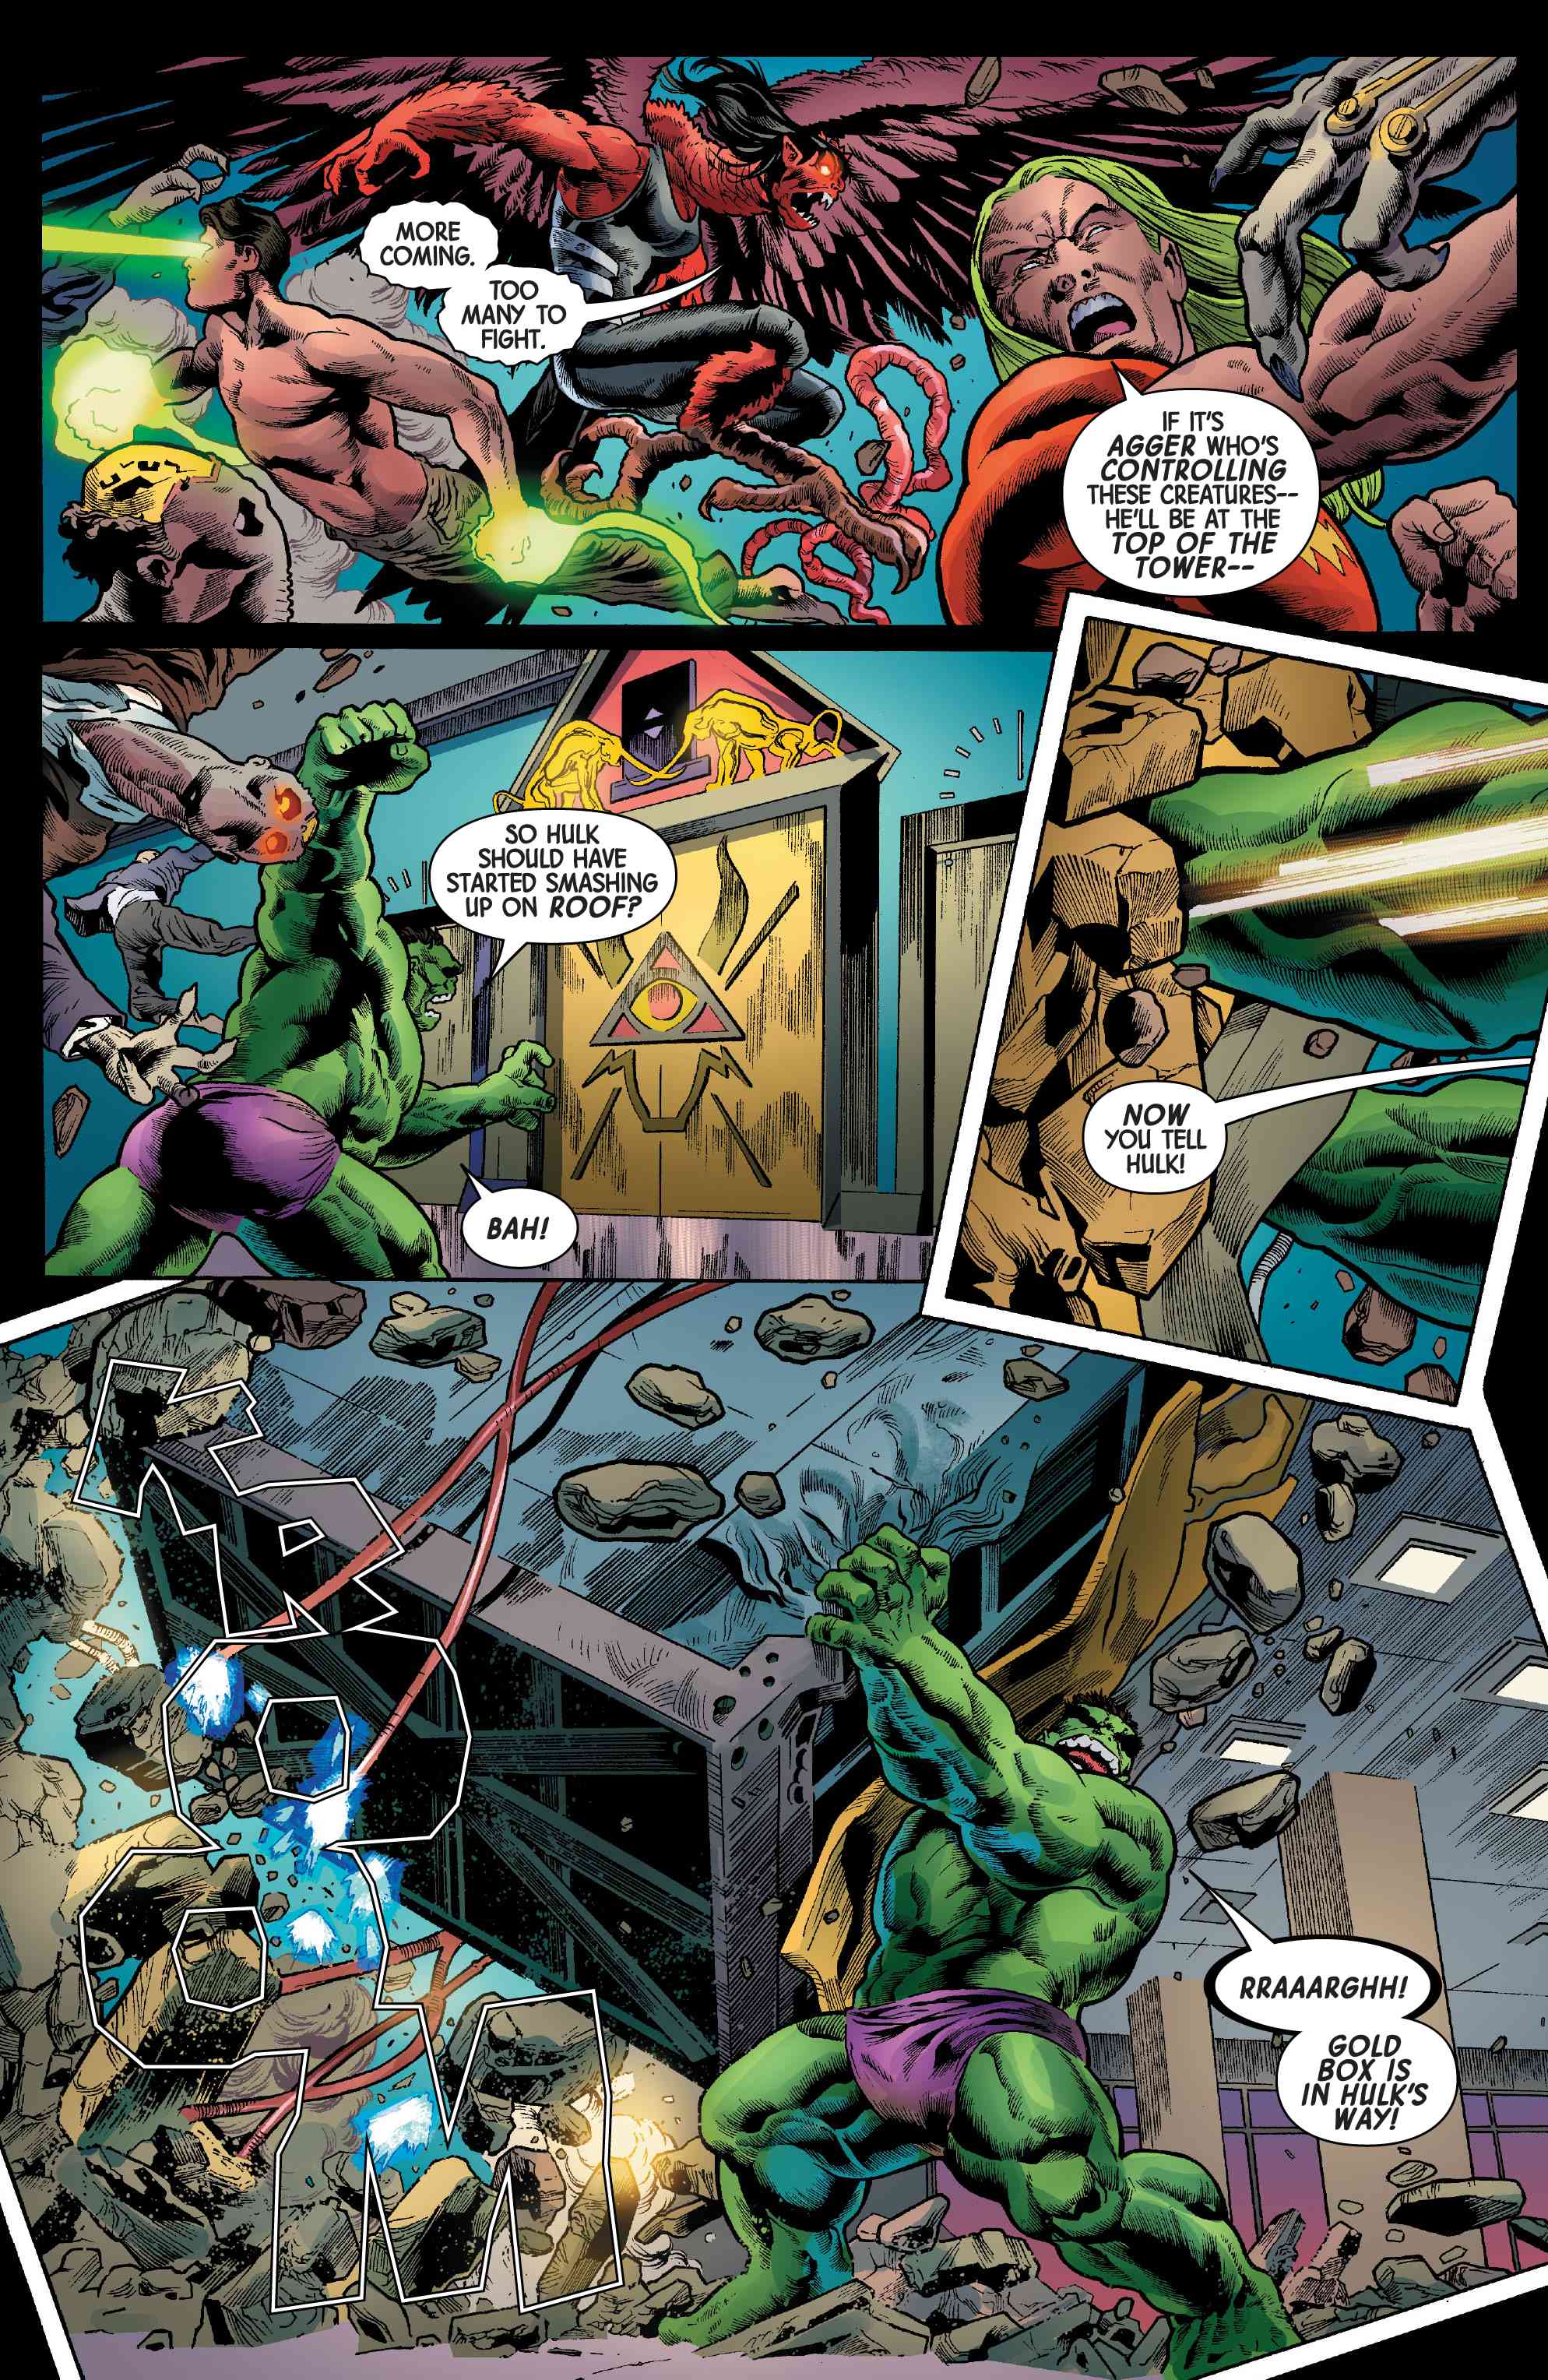 MORE
COMING.
TOO
MANY TO
FIGHT.
IF IT'S
AGGER WHO'S
CONTROLLING
THESE CREATURES--
HE'LL BE AT THE
TOP OF THE
TOWER--
SO HULK
SHOULD HAVE
STARTED SMASHING
UP ON ROOF?
BAH!
NOW
YOU TELL
HULK!
KROOOM
RRAAARGHH!
GOLD
BOX IS
IN HULK'S
WAY!